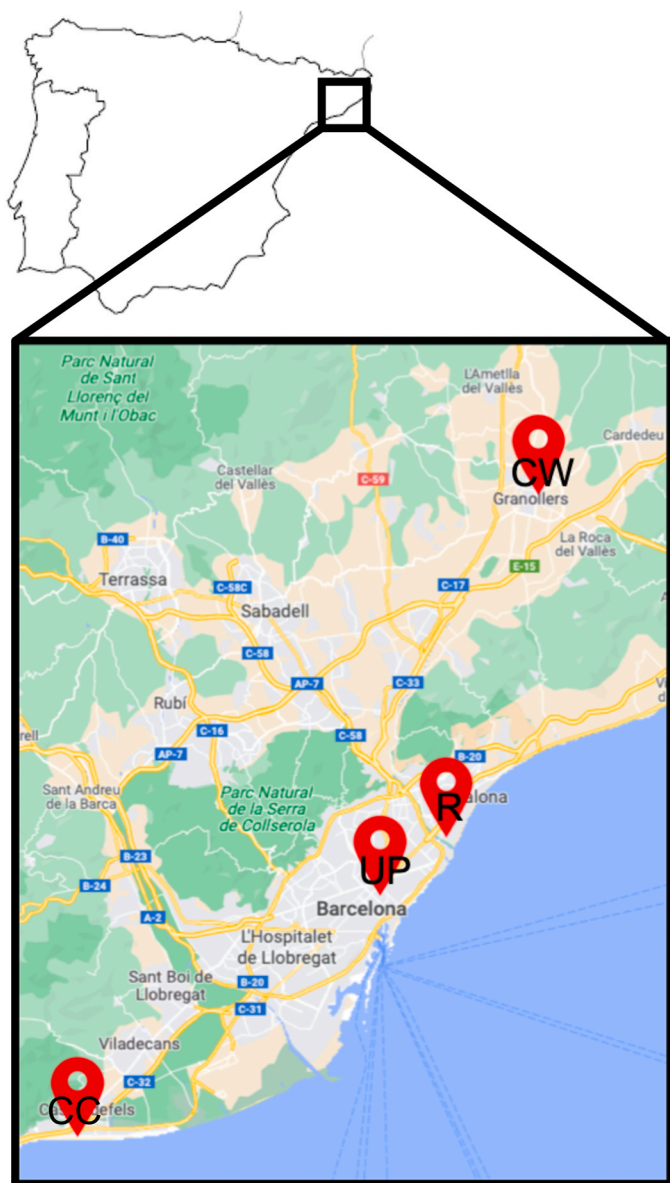 Parc Natural
de Sant
Llorenç del
Munt i l'Obac
L'Ametlla
del Vallès
CW
Cardedeu
Castellar
del Vallès
C-59
Granollers
La Roca
del Vallès
B-40
E-15
Terrassa
C-58C
C-17
Sabadell
C-58
AP-7
C-33
Rubí
C-16
C-58
AP-7
B-20
Sant Andreu
de la Barca
Parc Natural
de la Serra
de Collserola
R
UP
B-23
B-24
Barcelona
A-2
L'Hospitalet
de Llobregat
Sant Boi de
Llobregat
B-20
C-31
Viladecans
C-32
CC